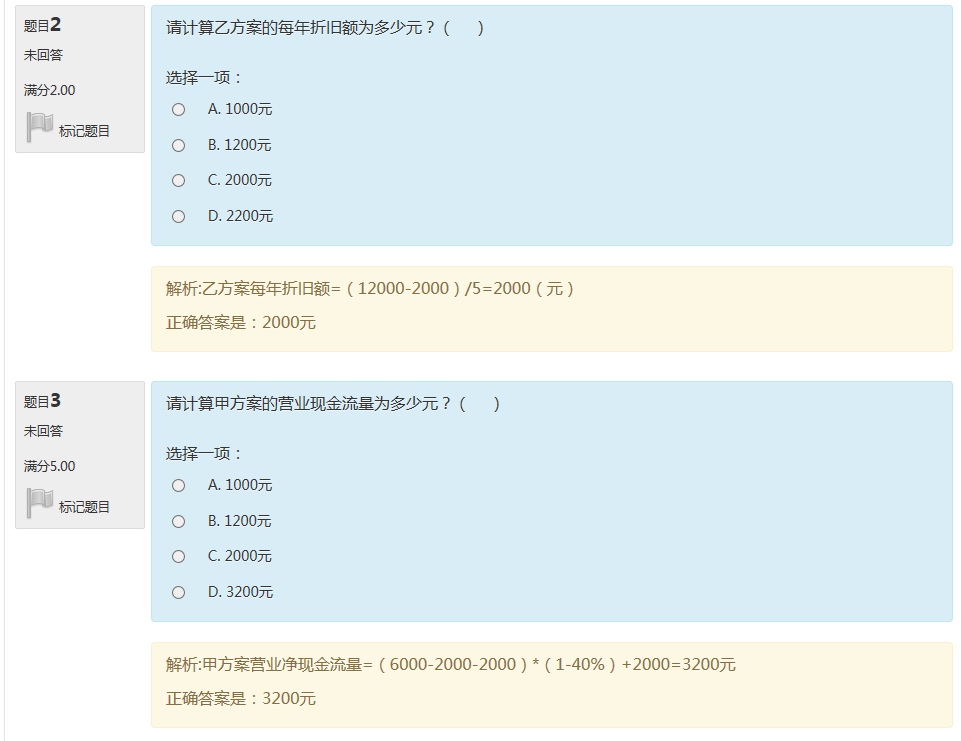 题目2
未回答
满分2.00
标记题目
请计算乙方案的每年折旧额为多少元？（　　）
选择一项：
A. 1000元
B. 1200元
C. 2000元
D. 2200元
解析:乙方案每年折旧额=（12000-2000）/5=2000（元）
正确答案是：2000元
题目3
未回答
满分5.00
标记题目
请计算甲方案的营业现金流量为多少元？（　　）
选择一项：
A. 1000元
B. 1200元
C. 2000元
D. 3200元
解析:甲方案营业净现金流量=（6000-2000-2000）*（1-40%）+2000=3200元
正确答案是：3200元